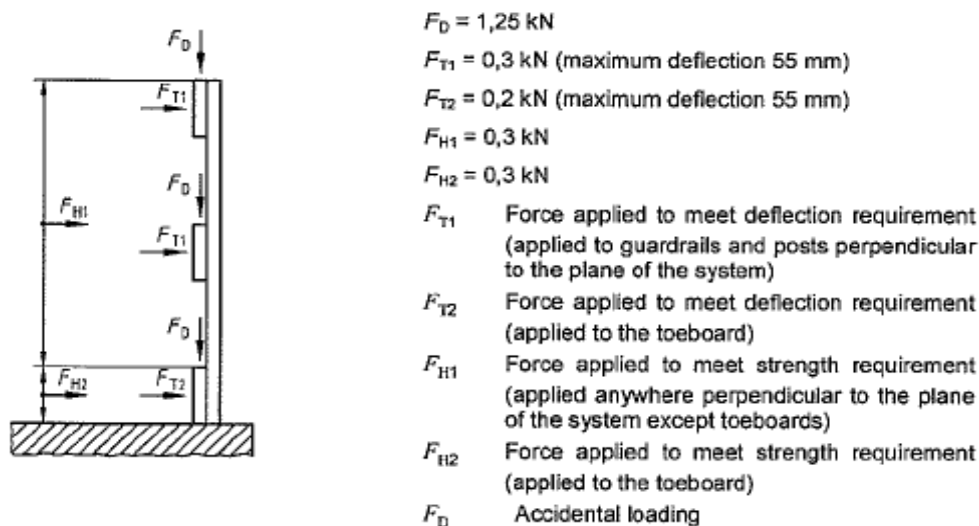 F_D
F_T1
F_D
F_H1
F_T1
F_D
F_H2
F_T2
F_D = 1,25 kN
F_T1 = 0,3 kN (maximum deflection 55 mm)
F_T2 = 0,2 kN (maximum deflection 55 mm)
F_H1 = 0,3 kN
F_H2 = 0,3 kN
F_T1 Force applied to meet deflection requirement
(applied to guardrails and posts perpendicular
to the plane of the system)
F_T2 Force applied to meet deflection requirement
(applied to the toeboard)
F_H1 Force applied to meet strength requirement
(applied anywhere perpendicular to the plane
of the system except toeboards)
F_H2 Force applied to meet strength requirement
(applied to the toeboard)
F_D Accidental loading